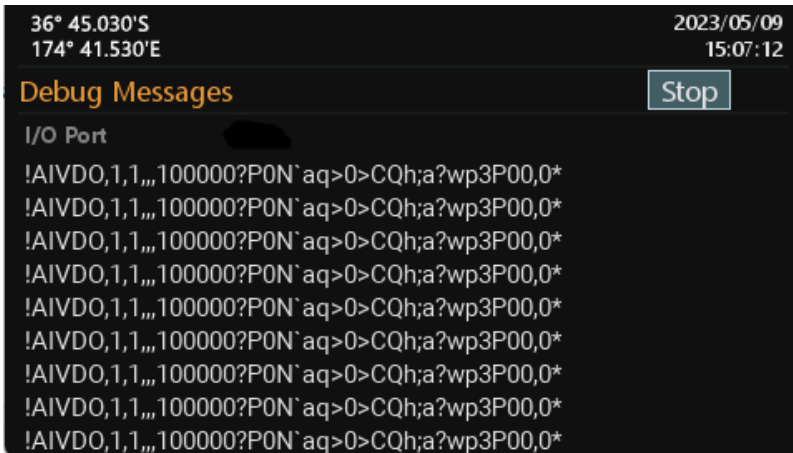 36° 45.030'S
2023/05/09
174° 41.530'E
15:07:12
Debug Messages
Stop
I/O Port
!AIVDO,1,1,,,100000?P0N`aq>0>CQh;a?wp3P00,0*
!AIVDO,1,1,,,100000?P0N`aq>0>CQh;a?wp3P00,0*
!AIVDO,1,1,,,100000?P0N`aq>0>CQh;a?wp3P00,0*
!AIVDO,1,1,,,100000?P0N`aq>0>CQh;a?wp3P00,0*
!AIVDO,1,1,,,100000?P0N`aq>0>CQh;a?wp3P00,0*
!AIVDO,1,1,,,100000?P0N`aq>0>CQh;a?wp3P00,0*
!AIVDO,1,1,,,100000?P0N`aq>0>CQh;a?wp3P00,0*
!AIVDO,1,1,,,100000?P0N`aq>0>CQh;a?wp3P00,0*
!AIVDO,1,1,,,100000?P0N`aq>0>CQh;a?wp3P00,0*